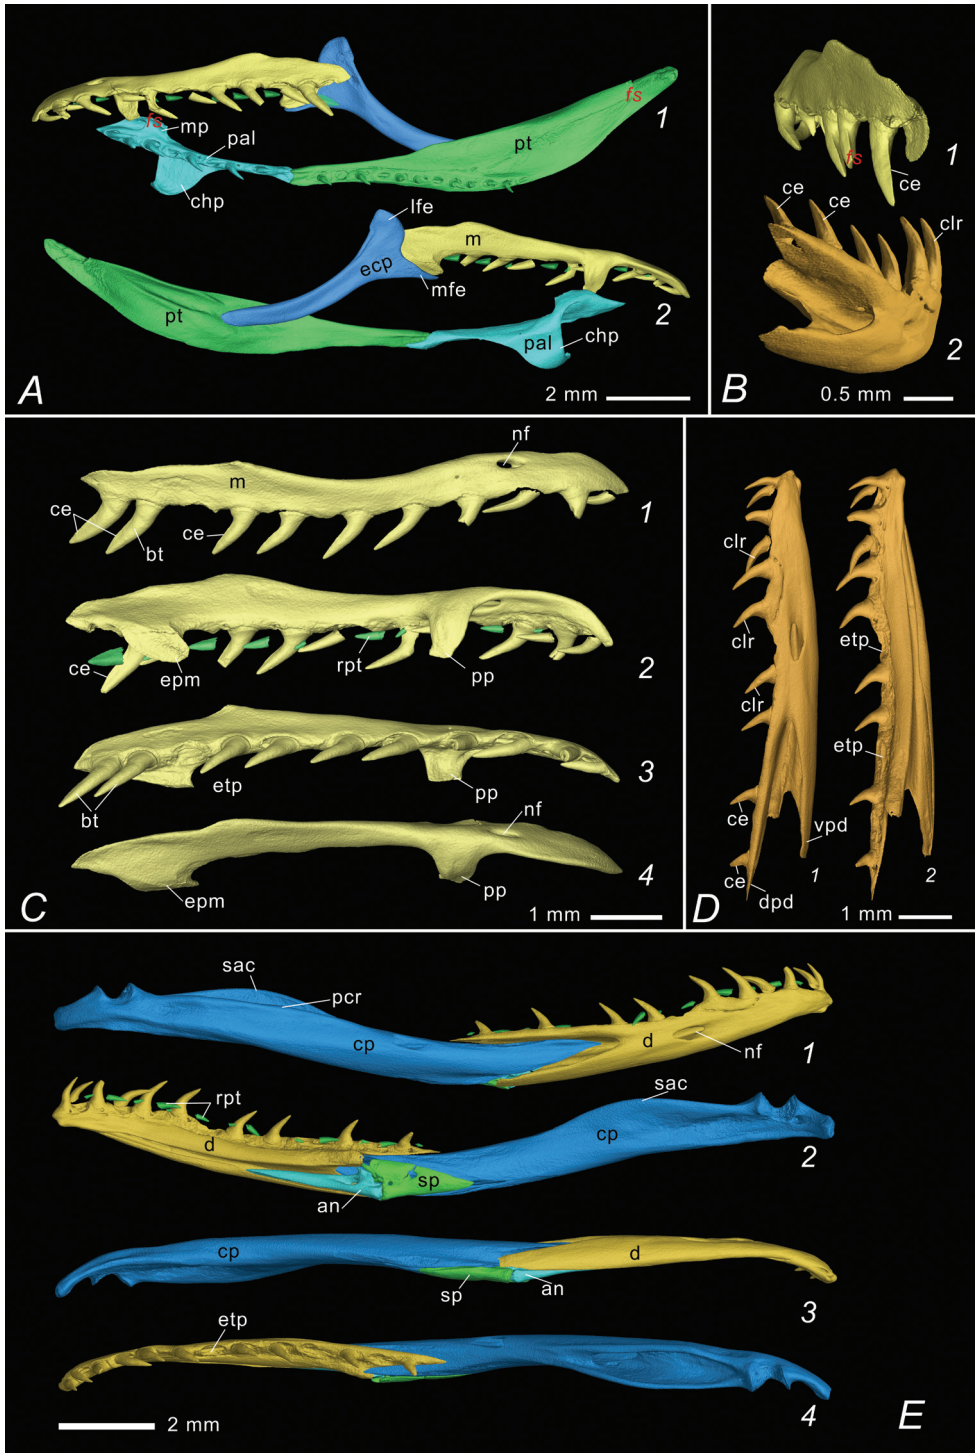 fs
mp
pal
chp
pt
fs
1
lfe
m
ecp
mfe
pt
pal
chp
2
A
2 mm
fs
ce
1
ce
ce
clr
2
B
0.5 mm
nf
m
ce
ce
bt
1
ce
epm
rpt
pp
2
etp
bt
pp
3
nf
epm
pp
4
C
1 mm
clr
clr
etp
clr
etp
ce
vpd
ce
dpd
1
2
D
1 mm
sac
pcr
cp
d
nf
1
rpt
d
sac
cp
sp
an
2
cp
d
sp
an
3
etp
4
E
2 mm